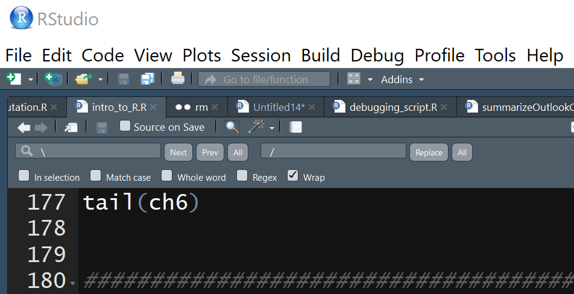 RStudio
File Edit Code View Plots Session Build Debug Profile Tools Help
Go to file/function Addins
utation.R intro_to_R.R rm Untitled14* debugging_script.R summarizeOutlookC
Source on Save
\ Next Prev All / Replace All
In selection Match case Whole word Regex Wrap
177 tail(ch6)
178
179
180 ######################################